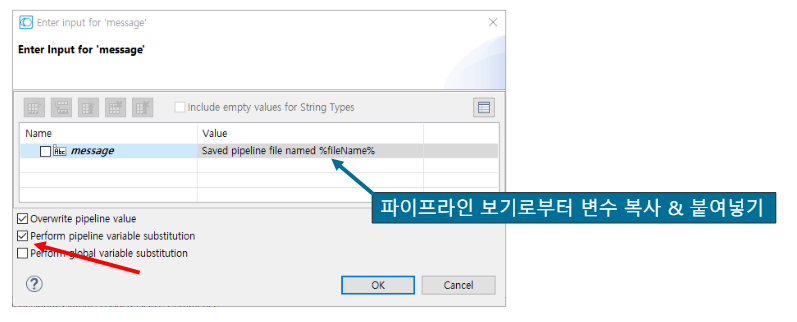 Enter Input for 'message'
Enter Input for 'message'
Include empty values for String Types
Name Value
Abc message Saved pipeline file named %fileName%
파이프라인 보기로부터 변수 복사 & 붙여넣기
Overwrite pipeline value
Perform pipeline variable substitution
Perform global variable substitution
? OK Cancel